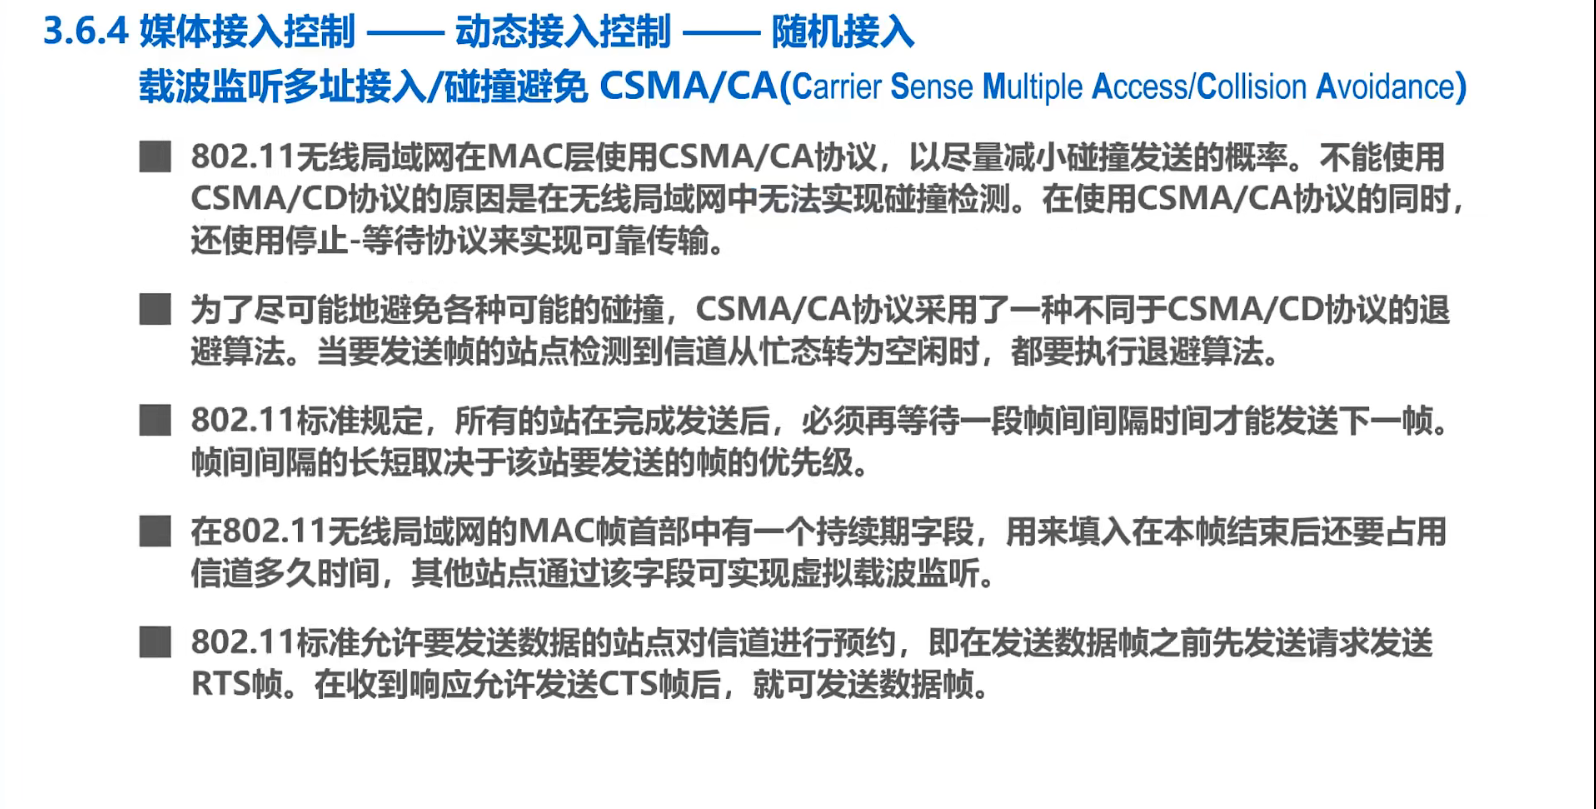 3.6.4 媒体接入控制 —— 动态接入控制 —— 随机接入
载波监听多址接入/碰撞避免 CSMA/CA(Carrier Sense Multiple Access/Collision Avoidance)
802.11无线局域网在MAC层使用CSMA/CA协议，以尽量减小碰撞发送的概率。不能使用
CSMA/CD协议的原因是在无线局域网中无法实现碰撞检测。在使用CSMA/CA协议的同时，
还使用停止-等待协议来实现可靠传输。
为了尽可能地避免各种可能的碰撞，CSMA/CA协议采用了一种不同于CSMA/CD协议的退
避算法。当要发送帧的站点检测到信道从忙态转为空闲时，都要执行退避算法。
802.11标准规定，所有的站在完成发送后，必须再等待一段帧间间隔时间才能发送下一帧。
帧间间隔的长短取决于该站要发送的帧的优先级。
在802.11无线局域网的MAC帧首部中有一个持续期字段，用来填入在本帧结束后还要占用
信道多久时间，其他站点通过该字段可实现虚拟载波监听。
802.11标准允许要发送数据的站点对信道进行预约，即在发送数据帧之前先发送请求发送
RTS帧。在收到响应允许发送CTS帧后，就可发送数据帧。